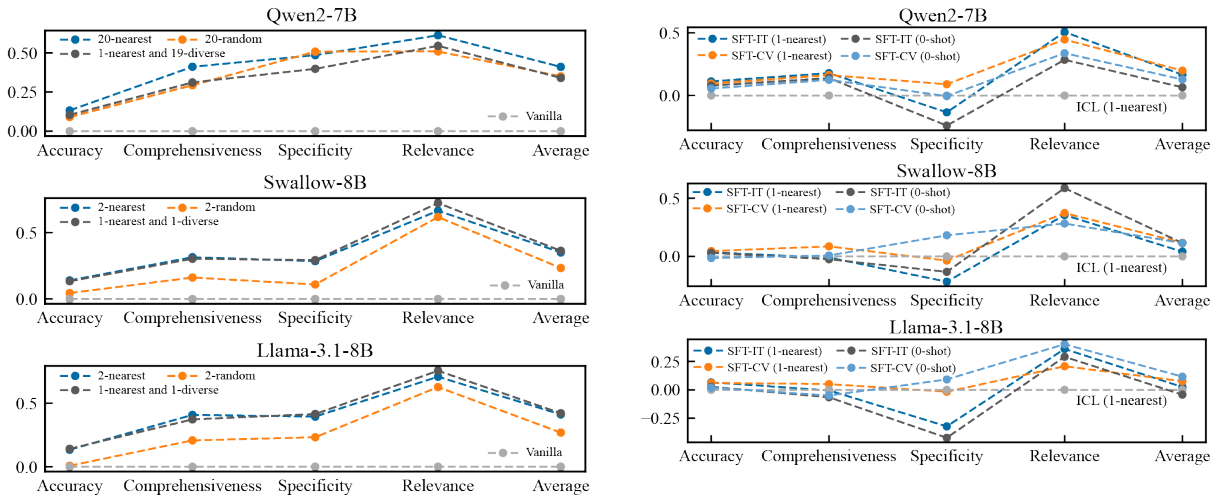 Qwen2-7B
20-nearest 20-random
1-nearest and 19-diverse
0.50
0.25
0.00
Vanilla
Accuracy Comprehensiveness Specificity Relevance Average
Swallow-8B
2-nearest 2-random
1-nearest and 1-diverse
0.5
0.0
Vanilla
Accuracy Comprehensiveness Specificity Relevance Average
Llama-3.1-8B
2-nearest 2-random
1-nearest and 1-diverse
0.5
0.0
Vanilla
Accuracy Comprehensiveness Specificity Relevance Average
Qwen2-7B
0.5
SFT-IT (1-nearest) SFT-IT (0-shot)
SFT-CV (1-nearest) SFT-CV (0-shot)
0.0
ICL (1-nearest)
Accuracy Comprehensiveness Specificity Relevance Average
Swallow-8B
SFT-IT (1-nearest) SFT-IT (0-shot)
0.5
SFT-CV (1-nearest) SFT-CV (0-shot)
0.0
ICL (1-nearest)
Accuracy Comprehensiveness Specificity Relevance Average
Llama-3.1-8B
SFT-IT (1-nearest) SFT-IT (0-shot)
0.25
SFT-CV (1-nearest) SFT-CV (0-shot)
0.00
ICL (1-nearest)
−0.25
Accuracy Comprehensiveness Specificity Relevance Average